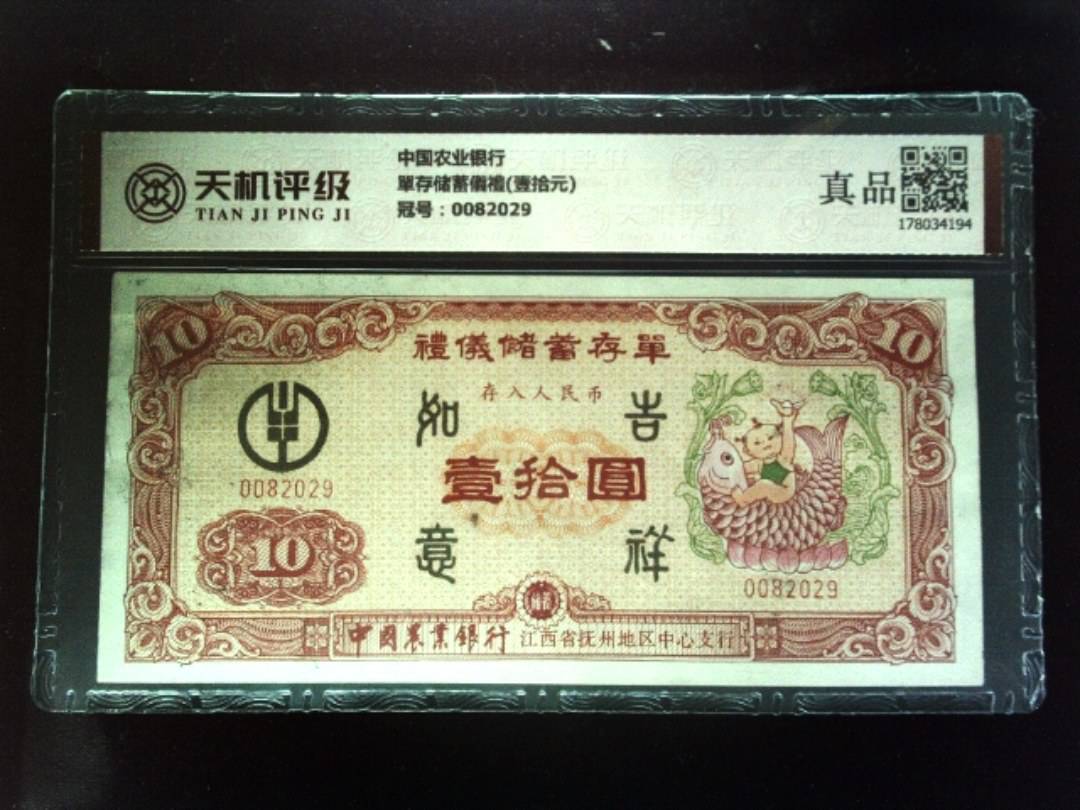 天机评级
TIAN JI PING JI
中国农业银行
單存储蓄儀禮(壹拾元)
冠号：0082029
真品
178034194
10
10
禮儀儲蓄存單
存入人民币
如 吉
壹拾圓
意 祥
0082029
10
0082029
中國農業銀行 江西省抚州地区中心支行